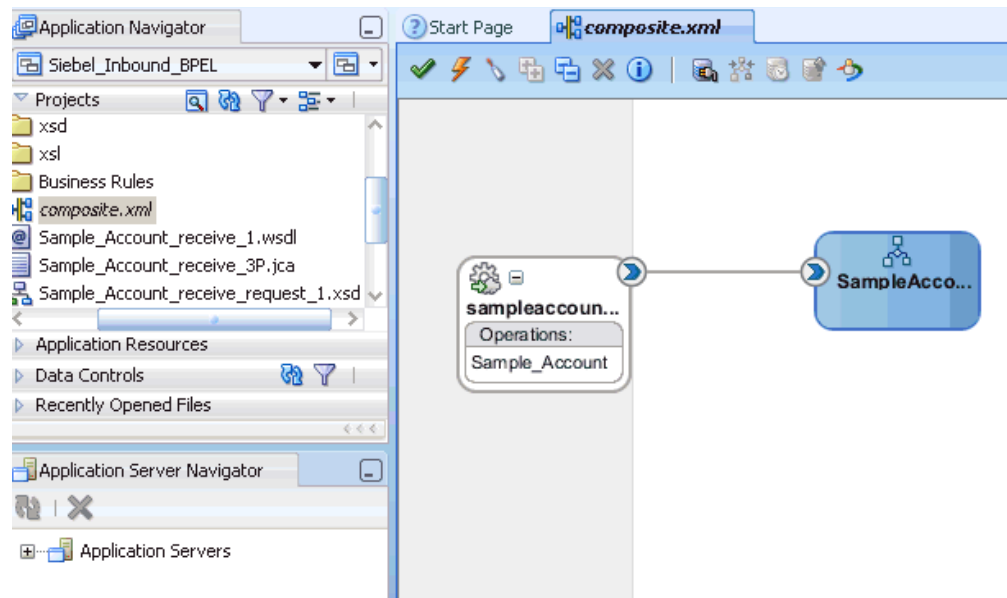 Application Navigator
Siebel_Inbound_BPEL
Projects
xsd
xsl
Business Rules
composite.xml
Sample_Account_receive_1.wsdl
Sample_Account_receive_3P.jca
Sample_Account_receive_request_1.xsd
Application Resources
Data Controls
Recently Opened Files
Application Server Navigator
Application Servers
Start Page
composite.xml
sampleaccoun...
Operations:
Sample_Account
SampleAcco...